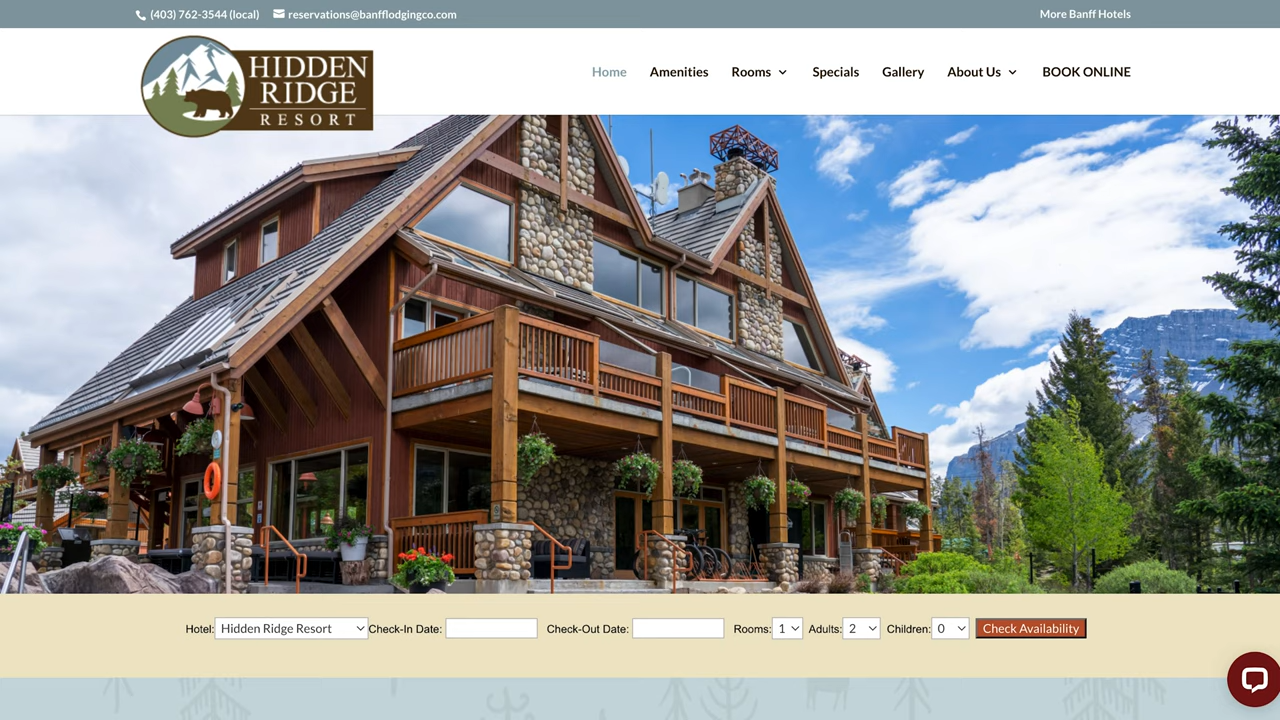 (403) 762-3544 (local) reservations@banfflodgingco.com More Banff Hotels
HIDDEN
RIDGE
RESORT
Home Amenities Rooms Specials Gallery About Us BOOK ONLINE
Hotel: Hidden Ridge Resort Check-In Date: Check-Out Date: Rooms: 1 Adults: 2 Children: 0 Check Availability